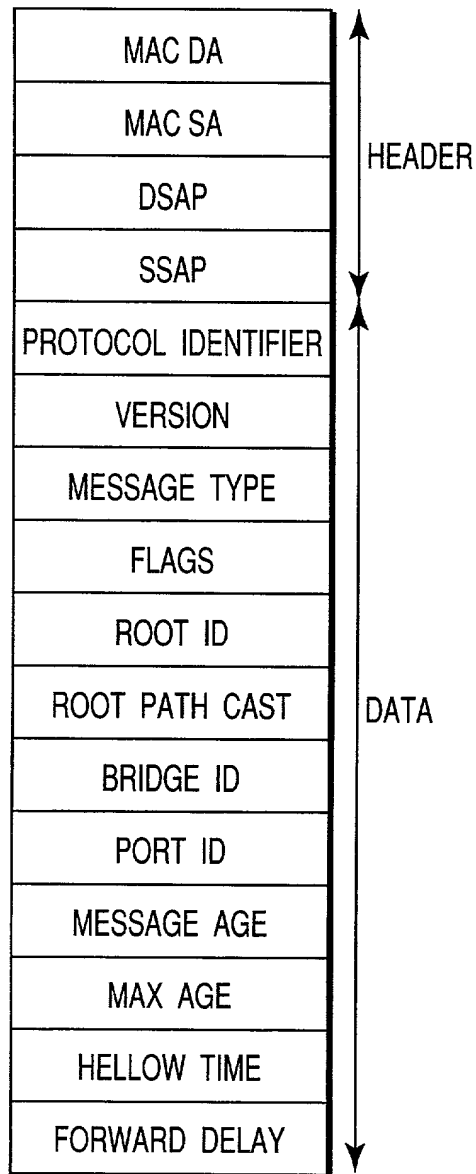 MAC DA
MAC SA
DSAP
SSAP
HEADER
PROTOCOL IDENTIFIER
VERSION
MESSAGE TYPE
FLAGS
ROOT ID
ROOT PATH CAST
BRIDGE ID
PORT ID
MESSAGE AGE
MAX AGE
HELLOW TIME
FORWARD DELAY
DATA